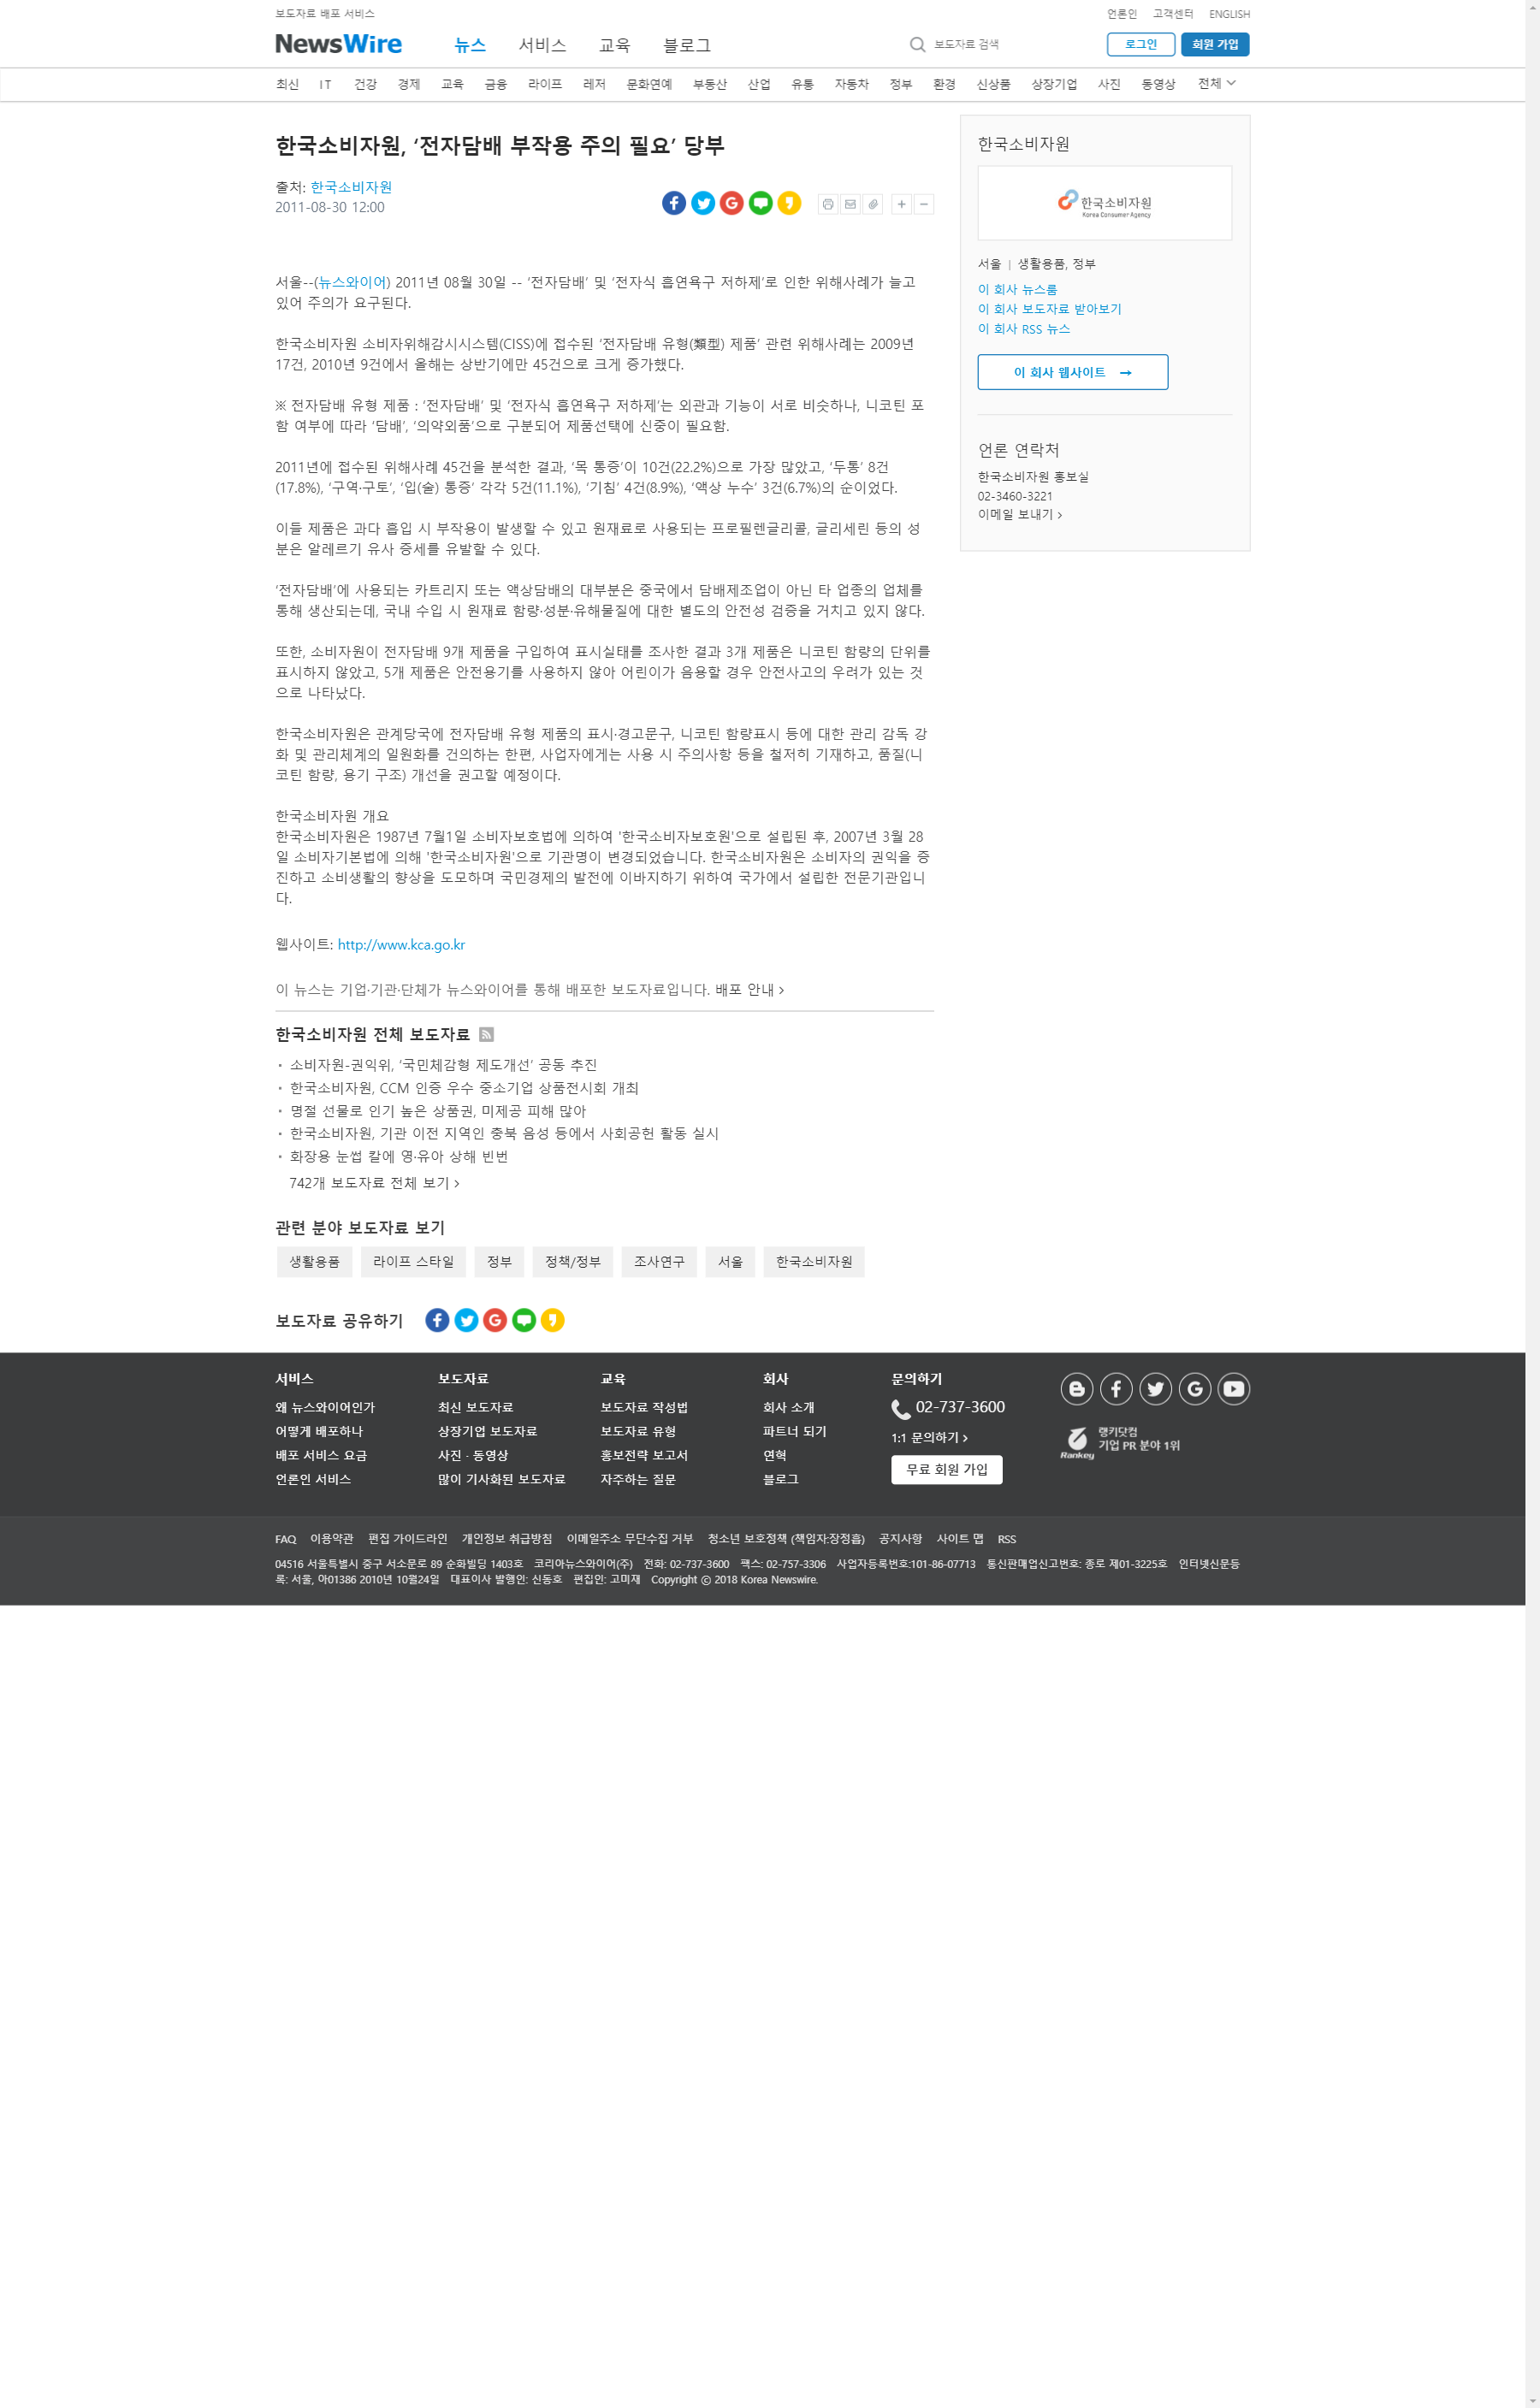 보도자료 배포 서비스
언론인 고객센터 ENGLISH
NewsWire 뉴스 서비스 교육 블로그 보도자료 검색 로그인 회원 가입
최신 IT 건강 경제 교육 금융 라이프 레저 문화연예 부동산 산업 유통 자동차 정부 환경 신상품 상장기업 사진 동영상 전체
한국소비자원, ‘전자담배 부작용 주의 필요’ 당부
출처: 한국소비자원
2011-08-30 12:00
서울--(뉴스와이어) 2011년 08월 30일 -- ‘전자담배’ 및 ‘전자식 흡연욕구 저하제’로 인한 위해사례가 늘고
있어 주의가 요구된다.
한국소비자원 소비자위해감시시스템(CISS)에 접수된 ‘전자담배 유형(類型) 제품’ 관련 위해사례는 2009년
17건, 2010년 9건에서 올해는 상반기에만 45건으로 크게 증가했다.
※ 전자담배 유형 제품 : ‘전자담배’ 및 ‘전자식 흡연욕구 저하제’는 외관과 기능이 서로 비슷하나, 니코틴 포
함 여부에 따라 ‘담배’, ‘의약외품’으로 구분되어 제품선택에 신중이 필요함.
2011년에 접수된 위해사례 45건을 분석한 결과, ‘목 통증’이 10건(22.2%)으로 가장 많았고, ‘두통’ 8건
(17.8%), ‘구역·구토’, ‘입(술) 통증’ 각각 5건(11.1%), ‘기침’ 4건(8.9%), ‘액상 누수’ 3건(6.7%)의 순이었다.
이들 제품은 과다 흡입 시 부작용이 발생할 수 있고 원재료로 사용되는 프로필렌글리콜, 글리세린 등의 성
분은 알레르기 유사 증세를 유발할 수 있다.
‘전자담배’에 사용되는 카트리지 또는 액상담배의 대부분은 중국에서 담배제조업이 아닌 타 업종의 업체를
통해 생산되는데, 국내 수입 시 원재료 함량·성분·유해물질에 대한 별도의 안전성 검증을 거치고 있지 않다.
또한, 소비자원이 전자담배 9개 제품을 구입하여 표시실태를 조사한 결과 3개 제품은 니코틴 함량의 단위를
표시하지 않았고, 5개 제품은 안전용기를 사용하지 않아 어린이가 음용할 경우 안전사고의 우려가 있는 것
으로 나타났다.
한국소비자원은 관계당국에 전자담배 유형 제품의 표시·경고문구, 니코틴 함량표시 등에 대한 관리 감독 강
화 및 관리체계의 일원화를 건의하는 한편, 사업자에게는 사용 시 주의사항 등을 철저히 기재하고, 품질(니
코틴 함량, 용기 구조) 개선을 권고할 예정이다.
한국소비자원 개요
한국소비자원은 1987년 7월1일 소비자보호법에 의하여 '한국소비자보호원'으로 설립된 후, 2007년 3월 28
일 소비자기본법에 의해 '한국소비자원'으로 기관명이 변경되었습니다. 한국소비자원은 소비자의 권익을 증
진하고 소비생활의 향상을 도모하며 국민경제의 발전에 이바지하기 위하여 국가에서 설립한 전문기관입니
다.
웹사이트: http://www.kca.go.kr
이 뉴스는 기업·기관·단체가 뉴스와이어를 통해 배포한 보도자료입니다. 배포 안내 >
한국소비자원 전체 보도자료
· 소비자원-권익위, ‘국민체감형 제도개선’ 공동 추진
· 한국소비자원, CCM 인증 우수 중소기업 상품전시회 개최
· 명절 선물로 인기 높은 상품권, 미제공 피해 많아
· 한국소비자원, 기관 이전 지역인 충북 음성 등에서 사회공헌 활동 실시
· 화장용 눈썹 칼에 영·유아 상해 빈번
742개 보도자료 전체 보기 >
관련 분야 보도자료 보기
생활용품 라이프 스타일 정부 정책/정부 조사연구 서울 한국소비자원
보도자료 공유하기
한국소비자원
한국소비자원
Korea Consumer Agency
서울 | 생활용품, 정부
이 회사 뉴스룸
이 회사 보도자료 받아보기
이 회사 RSS 뉴스
이 회사 웹사이트 →
언론 연락처
한국소비자원 홍보실
02-3460-3221
이메일 보내기 >
서비스
왜 뉴스와이어인가
어떻게 배포하나
배포 서비스 요금
언론인 서비스
보도자료
최신 보도자료
상장기업 보도자료
사진 · 동영상
많이 기사화된 보도자료
교육
보도자료 작성법
보도자료 유형
홍보전략 보고서
자주하는 질문
회사
회사 소개
파트너 되기
연혁
블로그
문의하기
02-737-3600
1:1 문의하기 >
무료 회원 가입
Rankey
랭키닷컴
기업 PR 분야 1위
FAQ 이용약관 편집 가이드라인 개인정보 취급방침 이메일주소 무단수집 거부 청소년 보호정책 (책임자:장정흡) 공지사항 사이트 맵 RSS
04516 서울특별시 중구 서소문로 89 순화빌딩 1403호 코리아뉴스와이어(주) 전화: 02-737-3600 팩스: 02-757-3306 사업자등록번호:101-86-07713 통신판매업신고번호: 종로 제01-3225호 인터넷신문등
록: 서울, 아01386 2010년 10월24일 대표이사 발행인: 신동호 편집인: 고미재 Copyright ⓒ 2018 Korea Newswire.